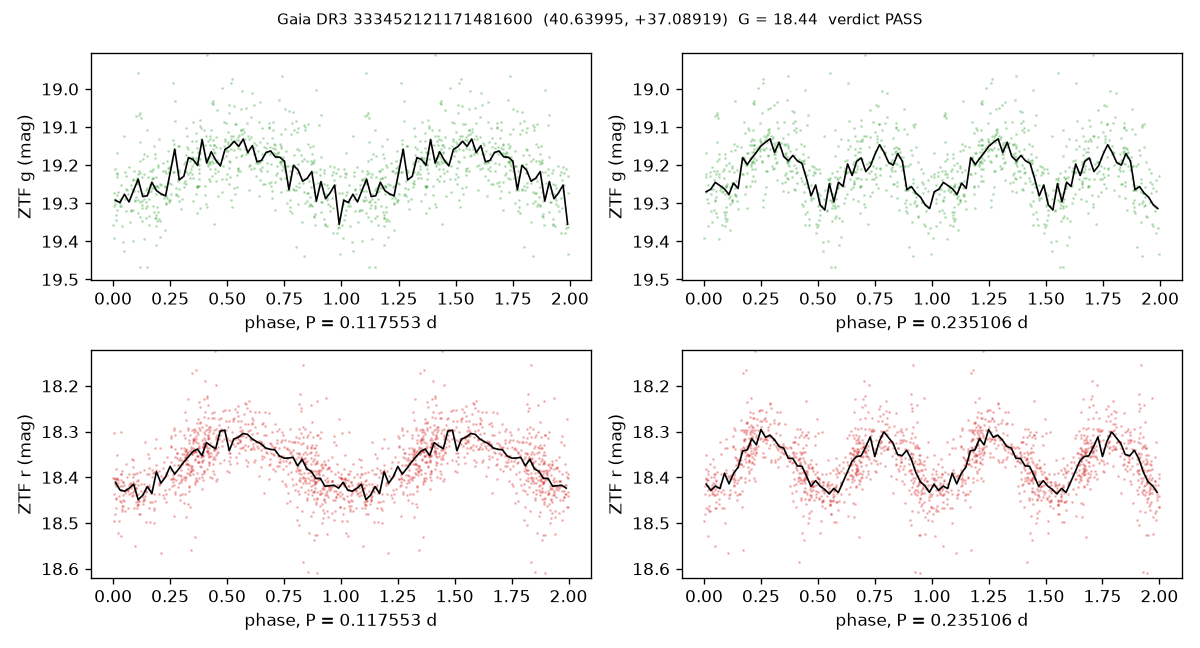 Gaia DR3 333452121171481600 (40.63995, +37.08919) G = 18.44 verdict PASS
ZTF g (mag)
19.0
19.1
19.2
19.3
19.4
19.5
0.00 0.25 0.50 0.75 1.00 1.25 1.50 1.75 2.00
phase, P = 0.117553 d
ZTF g (mag)
19.0
19.1
19.2
19.3
19.4
19.5
0.00 0.25 0.50 0.75 1.00 1.25 1.50 1.75 2.00
phase, P = 0.235106 d
ZTF r (mag)
18.2
18.3
18.4
18.5
18.6
0.00 0.25 0.50 0.75 1.00 1.25 1.50 1.75 2.00
phase, P = 0.117553 d
ZTF r (mag)
18.2
18.3
18.4
18.5
18.6
0.00 0.25 0.50 0.75 1.00 1.25 1.50 1.75 2.00
phase, P = 0.235106 d